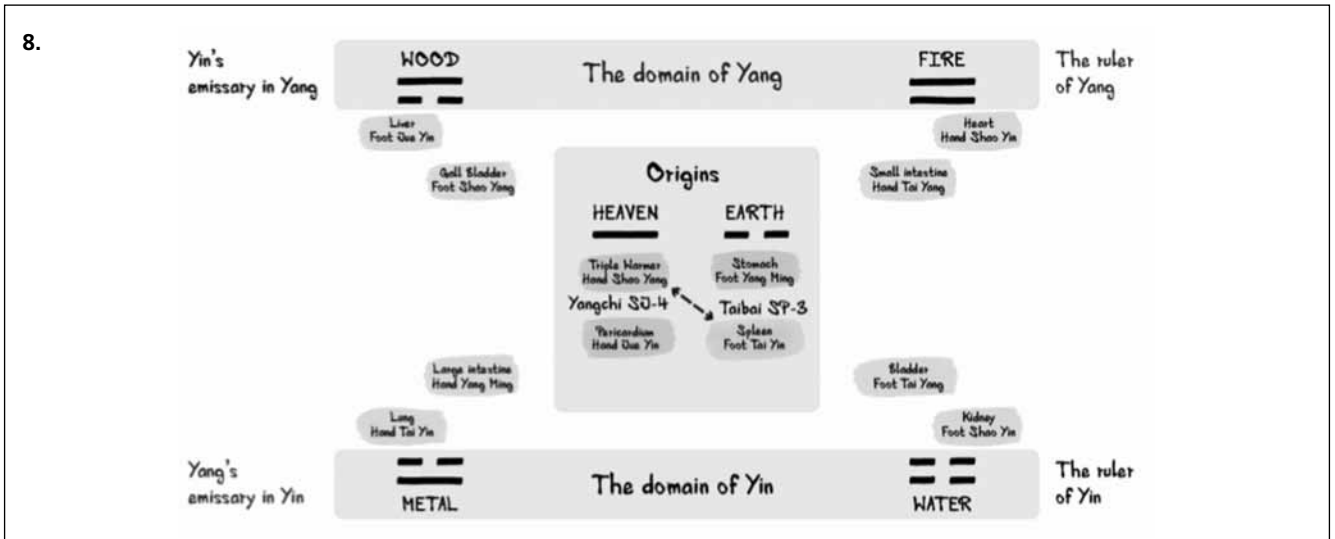 8.
Yin's
emissary in Yang
WOOD
The domain of Yang
FIRE
The ruler
of Yang
Liver
Foot Jue Yin
Heart
Hand Shao Yin
Gall Bladder
Foot Shao Yang
Small intestine
Hand Tai Yang
Origins
HEAVEN
EARTH
Triple Warmer
Hand Shao Yang
Stomach
Foot Yang Ming
Yangchi SJ-4
Taibai SP-3
Pericardium
Hand Jue Yin
Spleen
Foot Tai Yin
Large intestine
Hand Yang Ming
Bladder
Foot Tai Yang
Lung
Hand Tai Yin
Kidney
Foot Shao Yin
Yang's
emissary in Yin
METAL
The domain of Yin
WATER
The ruler
of Yin